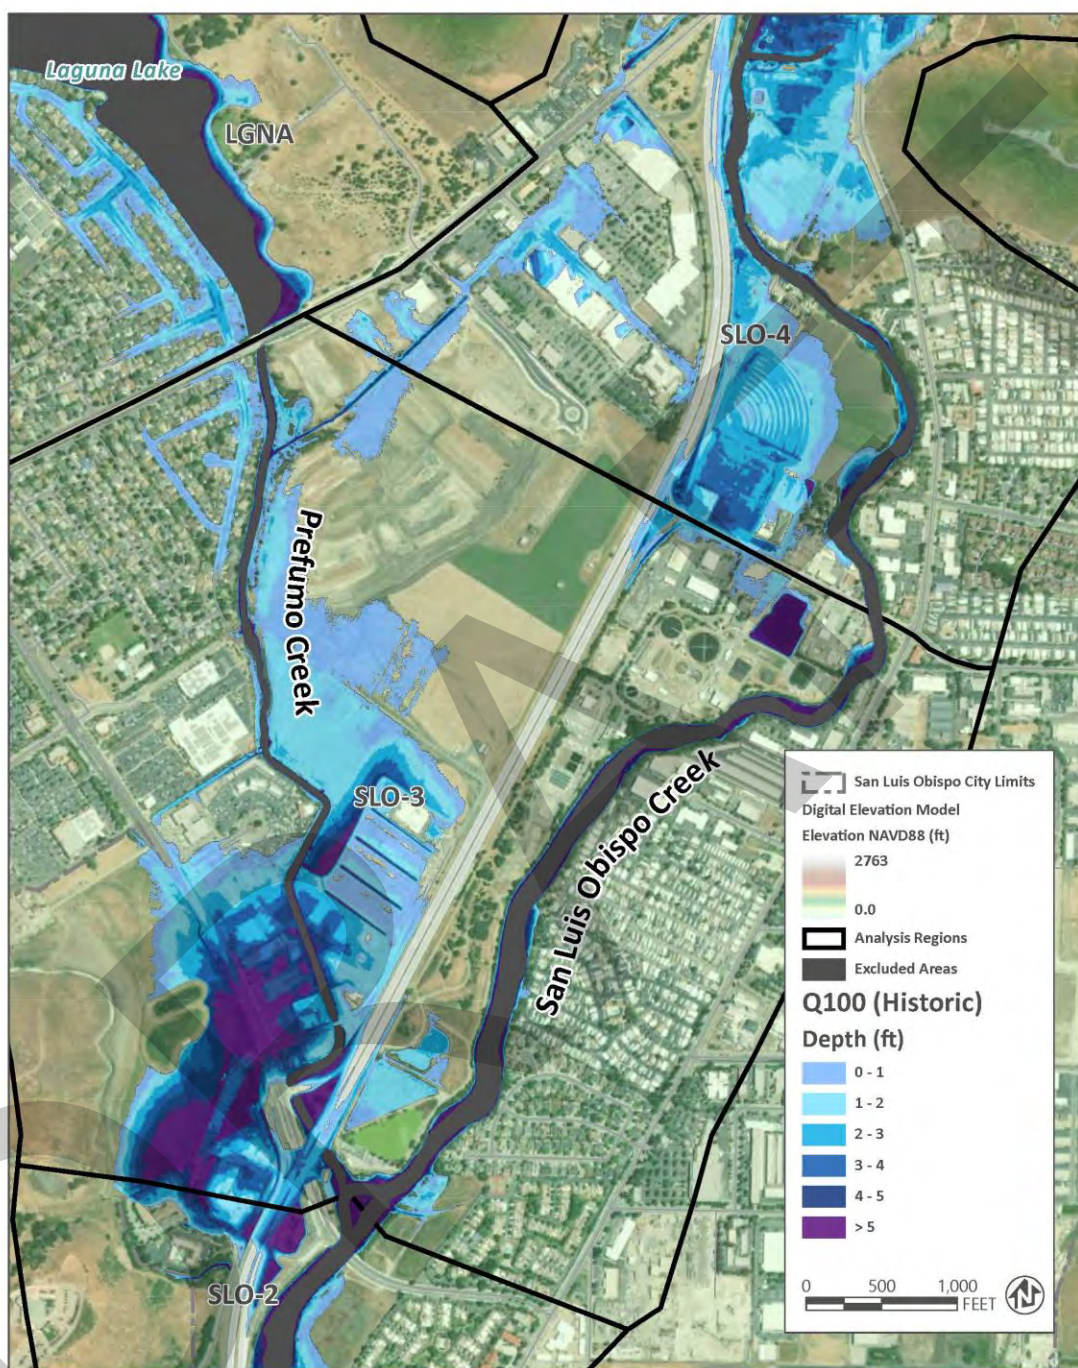 Laguna Lake
LGNA
SLO-4
Prefumo Creek
SLO-3
San Luis Obispo Creek
SLO-2
San Luis Obispo City Limits
Digital Elevation Model
Elevation NAVD88 (ft)
2763
0.0
Analysis Regions
Excluded Areas
Q100 (Historic)
Depth (ft)
0 - 1
1 - 2
2 - 3
3 - 4
4 - 5
> 5
0 500 1,000
FEET
N
DRAFT